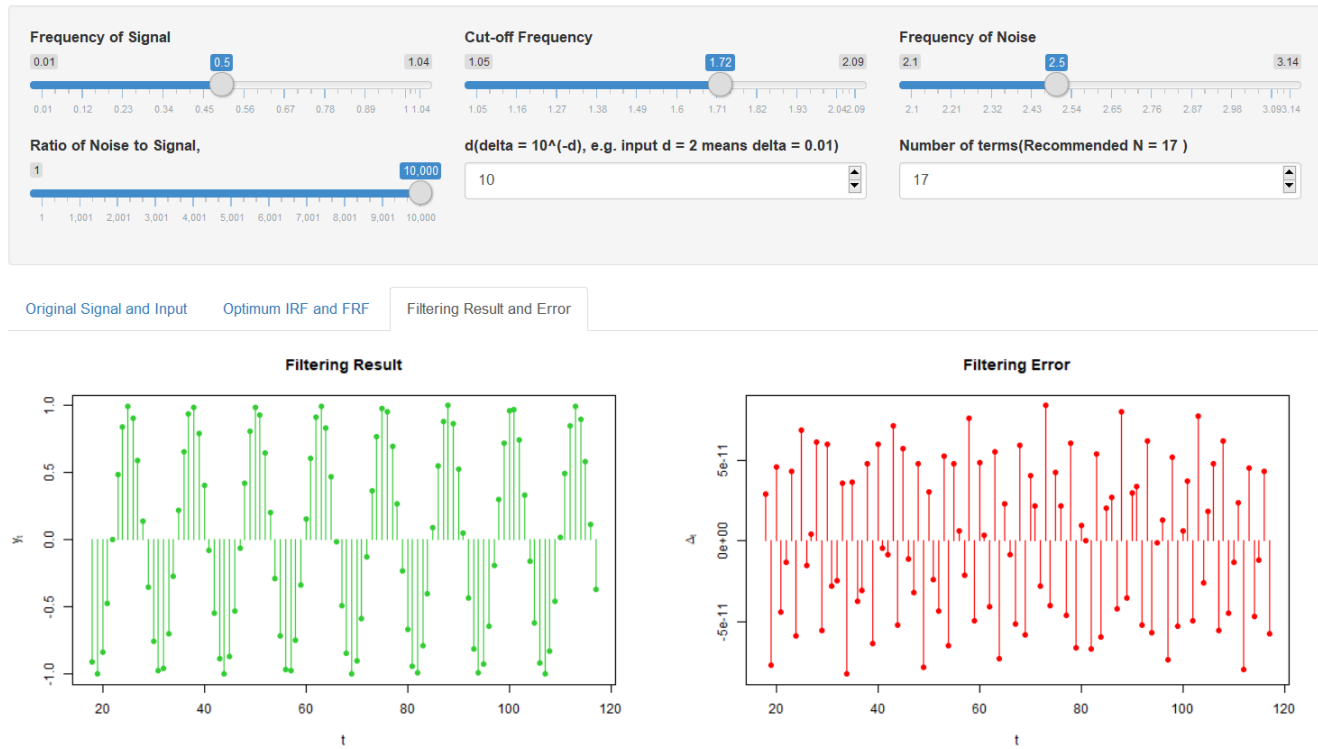 Frequency of Signal Cut-off Frequency Frequency of Noise
0.01 0.5 1.04 1.05 1.72 2.09 2.1 2.5 3.14
0.01 0.12 0.23 0.34 0.45 0.56 0.67 0.78 0.89 1 1.04 1.05 1.16 1.27 1.38 1.49 1.6 1.71 1.82 1.93 2.04 2.09 2.1 2.21 2.32 2.43 2.54 2.65 2.76 2.87 2.98 3.09 3.14
Ratio of Noise to Signal, d(delta = 10^(-d), e.g. input d = 2 means delta = 0.01) Number of terms(Recommended N = 17 )
1 10,000 10 17
1 1,001 2,001 3,001 4,001 5,001 6,001 7,001 8,001 9,001 10,000
Original Signal and Input Optimum IRF and FRF Filtering Result and Error
Filtering Result
1.0
0.5
0.0
-0.5
-1.0
yt
20 40 60 80 100 120
t
Filtering Error
5e-11
0e+00
-5e-11
Δt
20 40 60 80 100 120
t